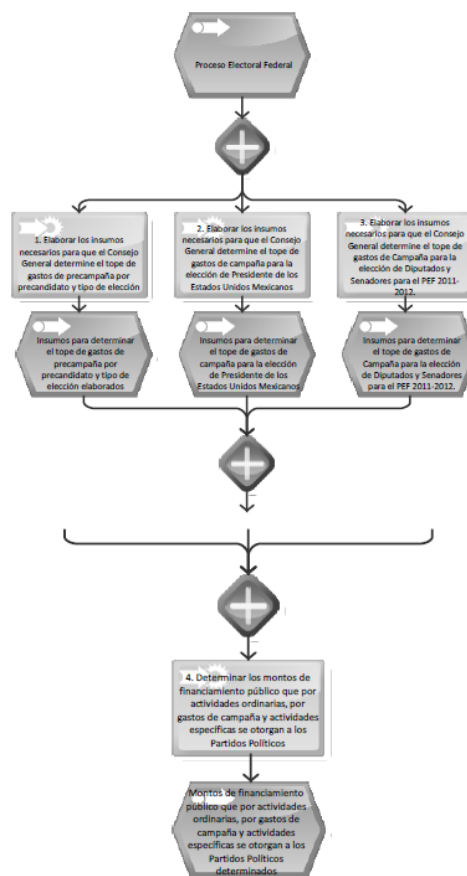 Proceso Electoral Federal
1. Elaborar los insumos
necesarios para que el Consejo
General determine el tope de
gastos de precampaña por
precandidato y tipo de elección
2. Elaborar los insumos
necesarios para que el Consejo
General determine el tope de
gastos de campaña para la
elección de Presidente de los
Estados Unidos Mexicanos
3. Elaborar los insumos
necesarios para que el Consejo
General determine el tope de
gastos de Campaña para la
elección de Diputados y
Senadores para el PEF 2011-
2012.
Insumos para determinar
el tope de gastos de
precampaña por
precandidato y tipo de
elección elaborados
Insumos para determinar
el tope de gastos de
campaña para la elección
de Presidente de los
Estados Unidos Mexicanos
Insumos para determinar
el tope de gastos de
Campaña para la elección
de Diputados y Senadores
para el PEF 2011-2012.
4. Determinar los montos de
financiamiento público que por
actividades ordinarias, por
gastos de campaña y actividades
específicas se otorgan a los
Partidos Políticos
Montos de financiamiento
público que por actividades
ordinarias, por gastos de
campaña y actividades
específicas se otorgan a los
Partidos Políticos
determinados